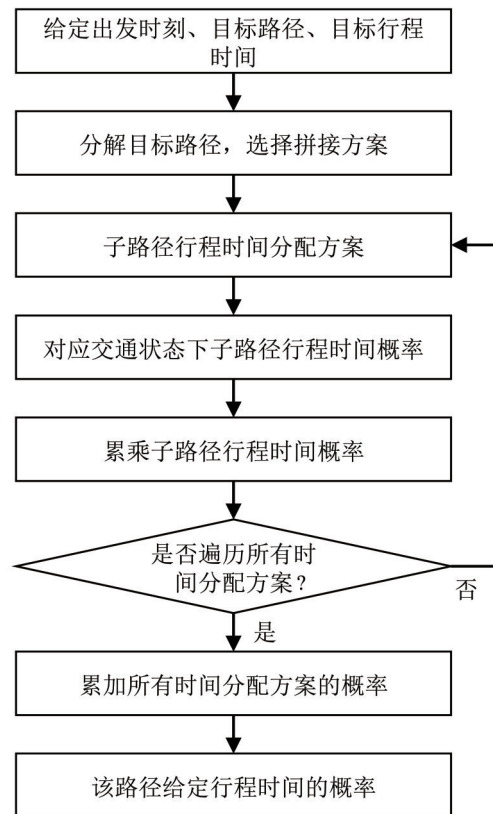 给定出发时刻、目标路径、目标行程
时间
分解目标路径，选择拼接方案
子路径行程时间分配方案
对应交通状态下子路径行程时间概率
累乘子路径行程时间概率
是否遍历所有时
间分配方案？
否
是
累加所有时间分配方案的概率
该路径给定行程时间的概率